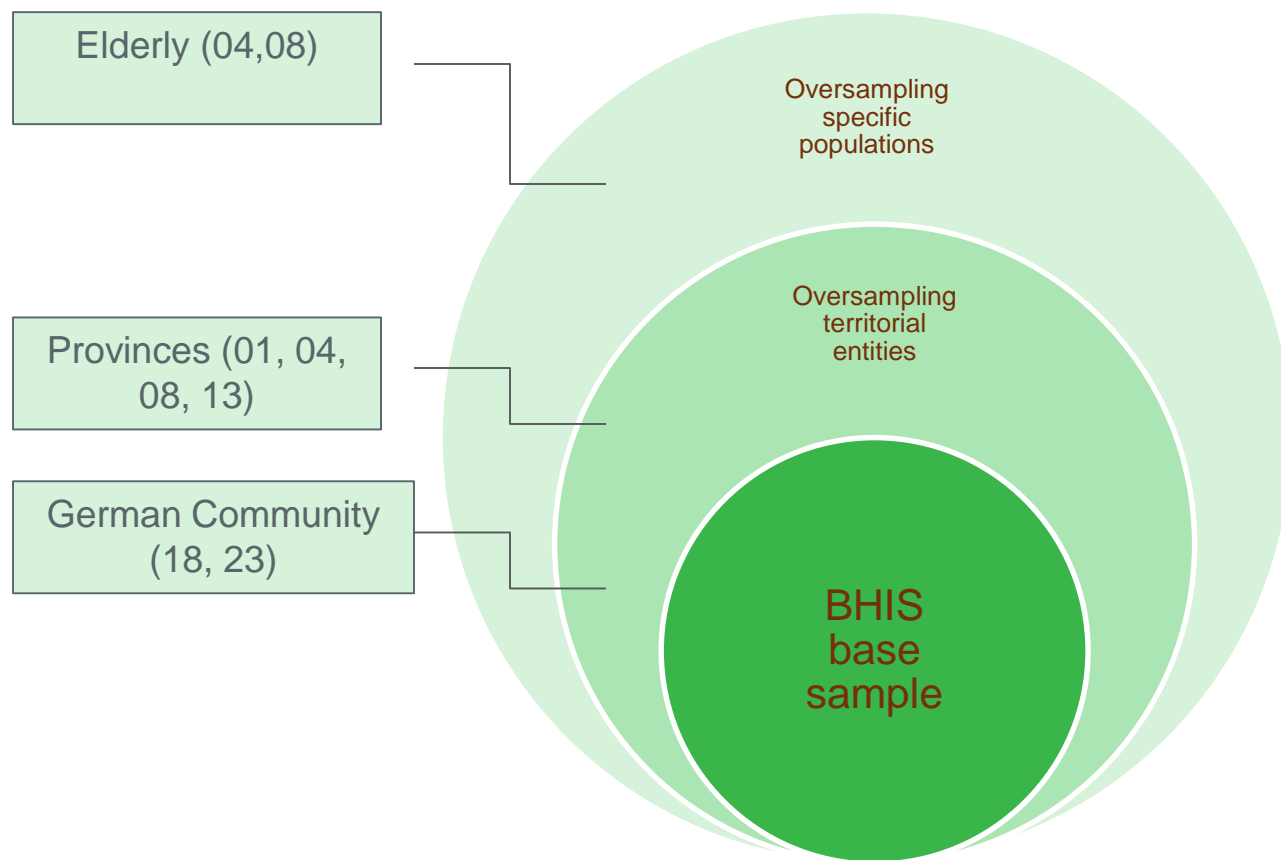 Elderly (04,08)
Oversampling
specific
populations
Oversampling
territorial
entities
Provinces (01, 04,
08, 13)
German Community
(18, 23)
BHIS
base
sample